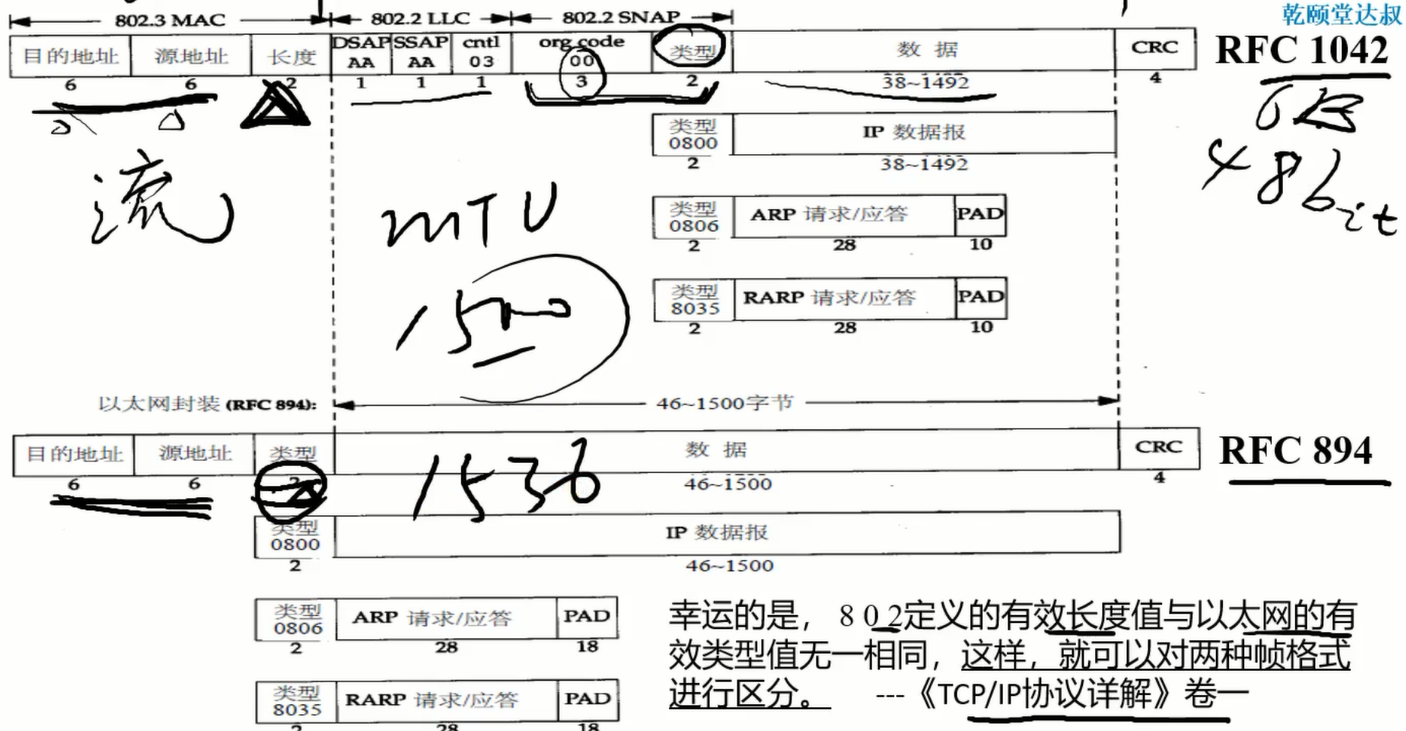 802.3 MAC 802.2 LLC 802.2 SNAP
乾颐堂达叔
目的地址 源地址 长度 DSAP AA SSAP AA cntl 03 org code 00 类型 数据 CRC
RFC 1042
6 6 2 1 1 1 3 2 38~1492 4
类型 0800 IP 数据报
2 38~1492
48bit
流
MTU
类型 0806 ARP 请求/应答 PAD
2 28 10
类型 8035 RARP 请求/应答 PAD
2 28 10
1500
以太网封装(RFC 894): 46~1500字节
目的地址 源地址 类型 数据 CRC
RFC 894
6 6 2 46~1500 4
1536
类型 0800 IP 数据报
2 46~1500
类型 0806 ARP 请求/应答 PAD
2 28 18
类型 8035 RARP 请求/应答 PAD
2 28 18
幸运的是，802定义的有效长度值与以太网的有
效类型值无一相同，这样，就可以对两种帧格式
进行区分。 ---《TCP/IP协议详解》卷一